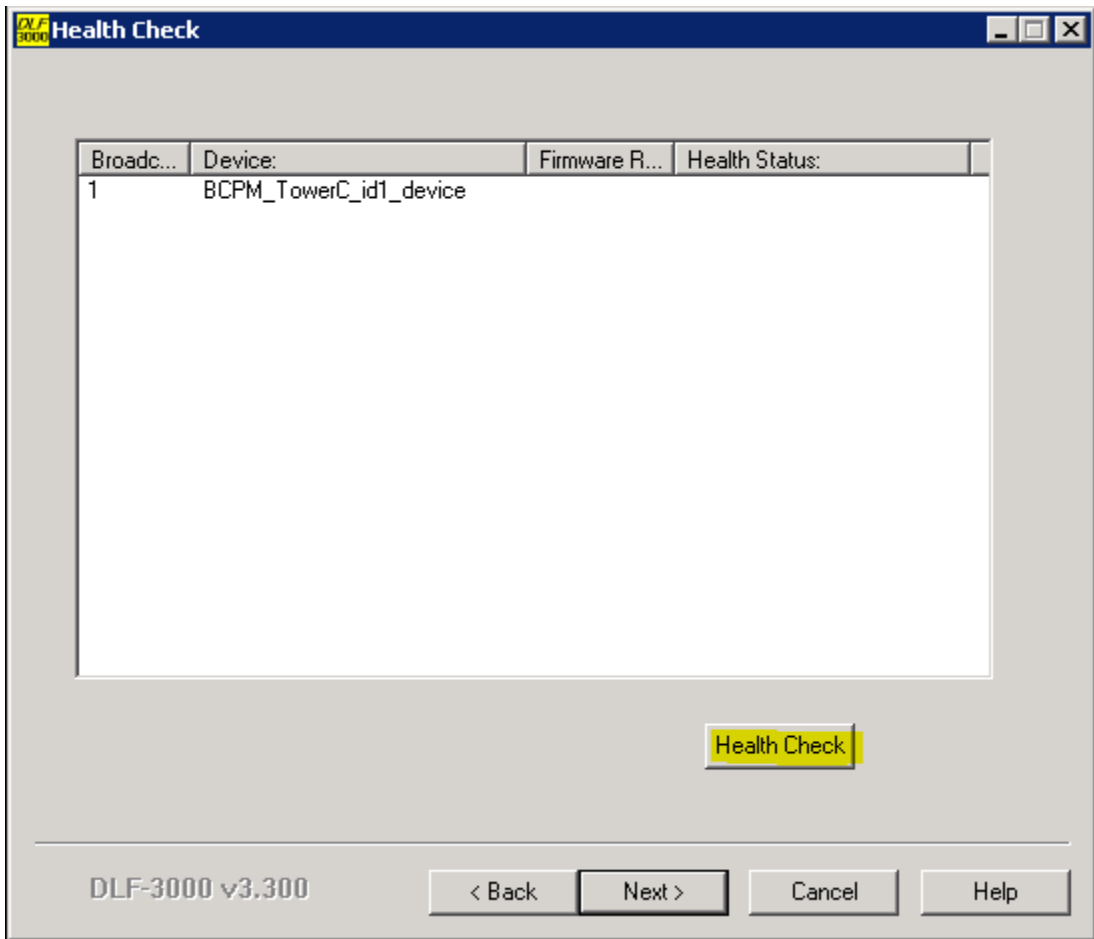 DLF 3000 Health Check
Broadc... Device: Firmware R... Health Status:
1 BCPM_TowerC_id1_device
Health Check
DLF-3000 v3.300 < Back Next > Cancel Help